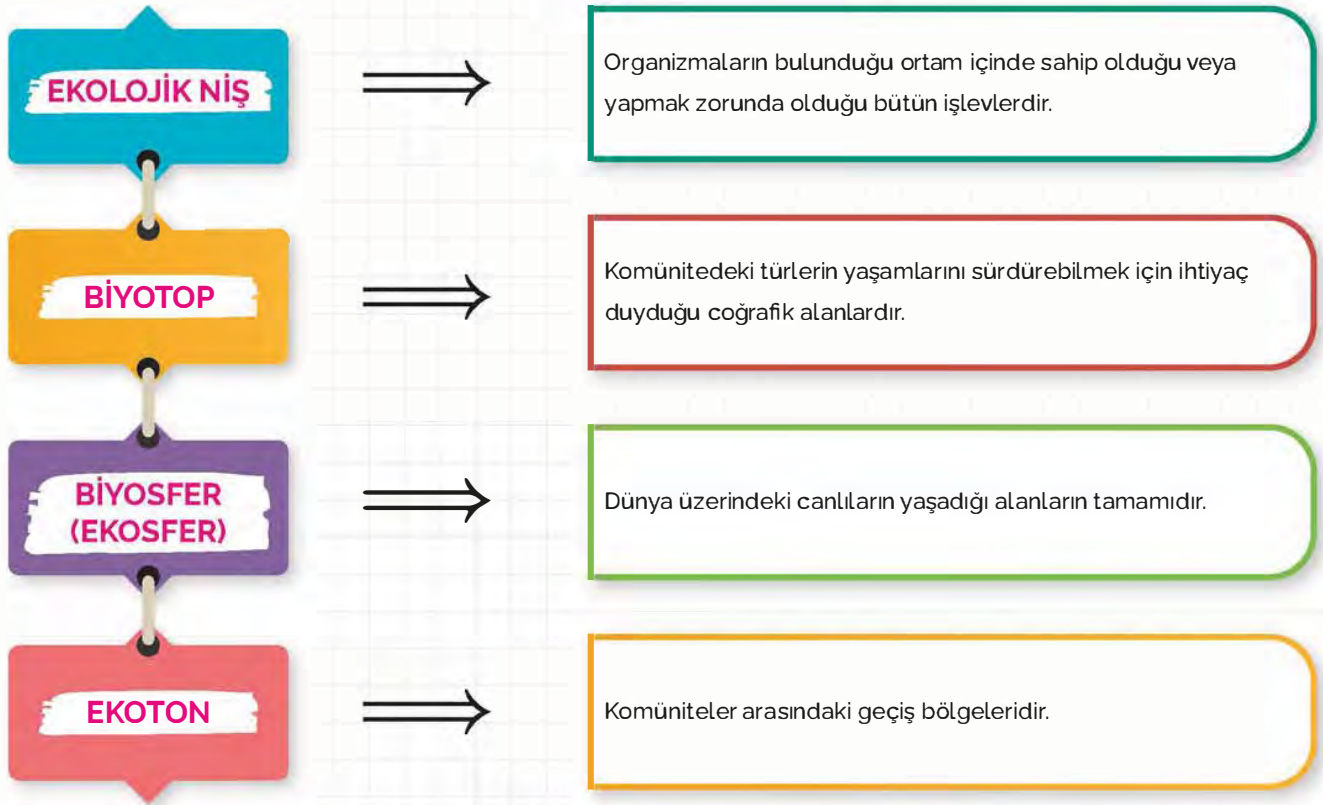 EKOLOJİK NİŞ
Organizmaların bulunduğu ortam içinde sahip olduğu veya
yapmak zorunda olduğu bütün işlevlerdir.
BİYOTOP
Komünitedeki türlerin yaşamlarını sürdürebilmek için ihtiyaç
duyduğu coğrafik alanlardır.
BİYOSFER
(EKOSFER)
Dünya üzerindeki canlıların yaşadığı alanların tamamıdır.
EKOTON
Komüniteler arasındaki geçiş bölgeleridir.